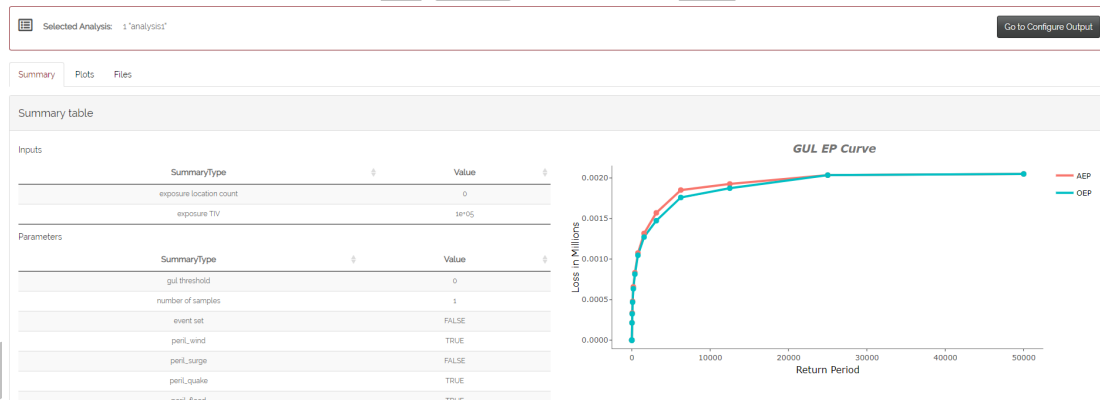 Selected Analysis: 1 "analysis1"
Go to Configure Output
Summary Plots Files
Summary table
Inputs
SummaryType Value
exposure location count 0
exposure TIV 1e+05
Parameters
SummaryType Value
gul threshold 0
number of samples 1
event set FALSE
peril_wind TRUE
peril_surge FALSE
peril_quake TRUE
peril_flood TRUE
GUL EP Curve
AEP
OEP
Loss in Millions
0.0020
0.0015
0.0010
0.0005
0.0000
0 10000 20000 30000 40000 50000
Return Period